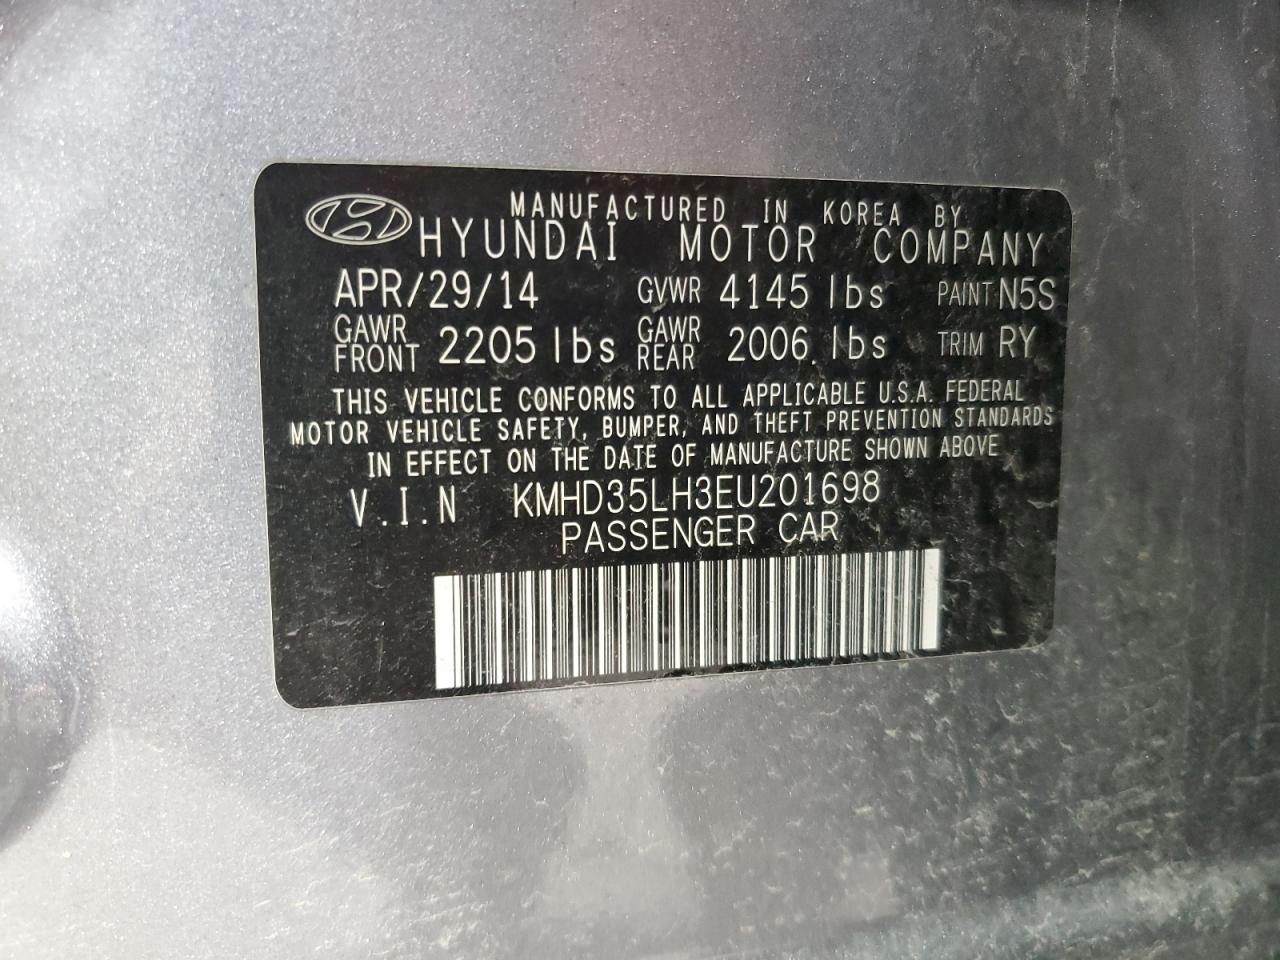 MANUFACTURED IN KOREA BY
HYUNDAI MOTOR COMPANY
APR/29/14 GVWR 4145 lbs PAINT N5S
GAWR FRONT 2205 lbs GAWR REAR 2006 lbs TRIM RY
THIS VEHICLE CONFORMS TO ALL APPLICABLE U.S.A. FEDERAL
MOTOR VEHICLE SAFETY, BUMPER, AND THEFT PREVENTION STANDARDS
IN EFFECT ON THE DATE OF MANUFACTURE SHOWN ABOVE
V.I.N KMHD35LH3EU201698
PASSENGER CAR